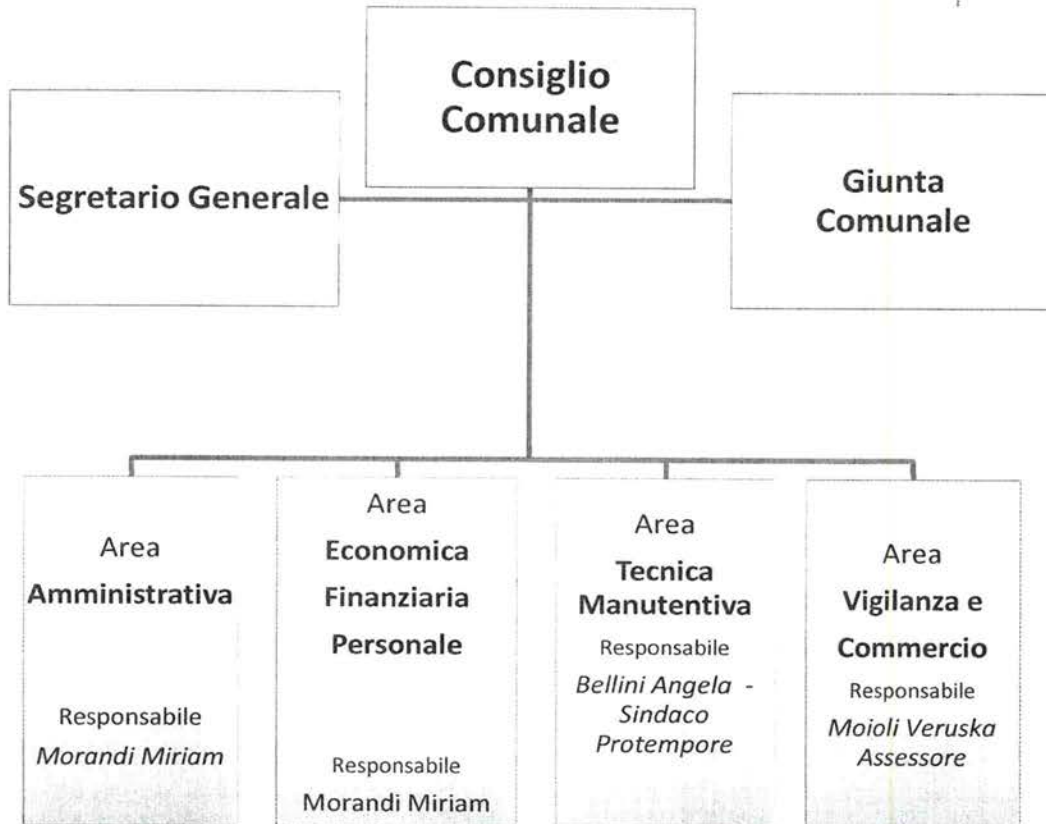 Consiglio
Comunale
Segretario Generale
Giunta
Comunale
Area
Amministrativa
Responsabile
Morandi Miriam
Area
Economica
Finanziaria
Personale
Responsabile
Morandi Miriam
Area
Tecnica
Manutentiva
Responsabile
Bellini Angela -
Sindaco
Protempore
Area
Vigilanza e
Commercio
Responsabile
Moioli Veruska
Assessore